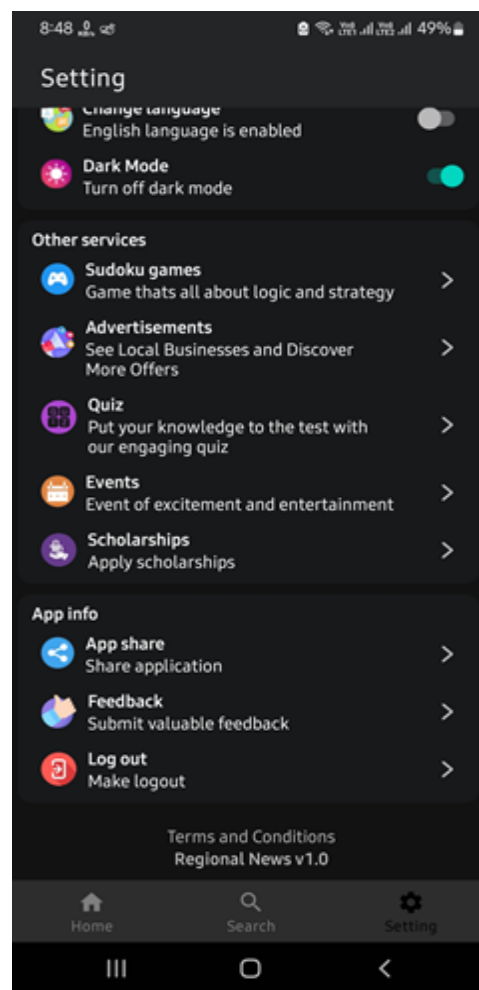 8:48
49%
Setting
Change language
English language is enabled
Dark Mode
Turn off dark mode
Other services
Sudoku games
Game thats all about logic and strategy
Advertisements
See Local Businesses and Discover
More Offers
Quiz
Put your knowledge to the test with
our engaging quiz
Events
Event of excitement and entertainment
Scholarships
Apply scholarships
App info
App share
Share application
Feedback
Submit valuable feedback
Log out
Make logout
Terms and Conditions
Regional News v1.0
Home
Search
Setting